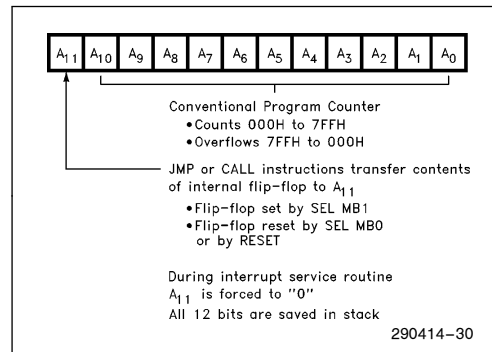 A11 A10 A9 A8 A7 A6 A5 A4 A3 A2 A1 A0
Conventional Program Counter
•Counts 000H to 7FFH
•Overflows 7FFH to 000H
JMP or CALL instructions transfer contents
of internal flip-flop to A11
•Flip-flop set by SEL MB1
•Flip-flop reset by SEL MB0
or by RESET
During interrupt service routine
A11 is forced to "0"
All 12 bits are saved in stack
290414-30